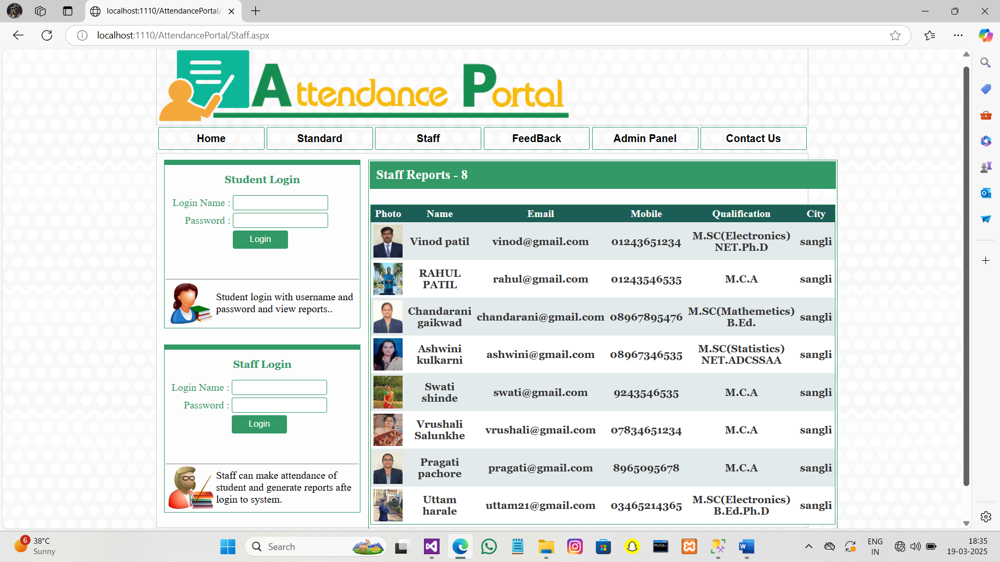 localhost:1110/AttendancePortal/
localhost:1110/AttendancePortal/Staff.aspx
Attendance Portal
Home Standard Staff FeedBack Admin Panel Contact Us
Student Login
Login Name :
Password :
Login
Student login with username and
password and view reports..
Staff Login
Login Name :
Password :
Login
Staff can make attendance of
student and generate reports afte
login to system.
Staff Reports - 8
Photo Name Email Mobile Qualification City
Vinod patil vinod@gmail.com 01243651234 M.SC(Electronics) NET.Ph.D sangli
RAHUL PATIL rahul@gmail.com 01243546535 M.C.A sangli
Chandarani gaikwad chandarani@gmail.com 08967895476 M.SC(Mathemetics) B.Ed. sangli
Ashwini kulkarni ashwini@gmail.com 08967346535 M.SC(Statistics) NET.ADCSSAA sangli
Swati shinde swati@gmail.com 9243546535 M.C.A sangli
Vrushali Salunkhe vrushali@gmail.com 07834651234 M.C.A sangli
Pragati pachore pragati@gmail.com 8965095678 M.C.A sangli
Uttam harale uttam21@gmail.com 03465214365 M.SC(Electronics) B.Ed.Ph.D sangli
6
38°C
Sunny
Search
MySQL
W
ENG
IN
18:35
19-03-2025